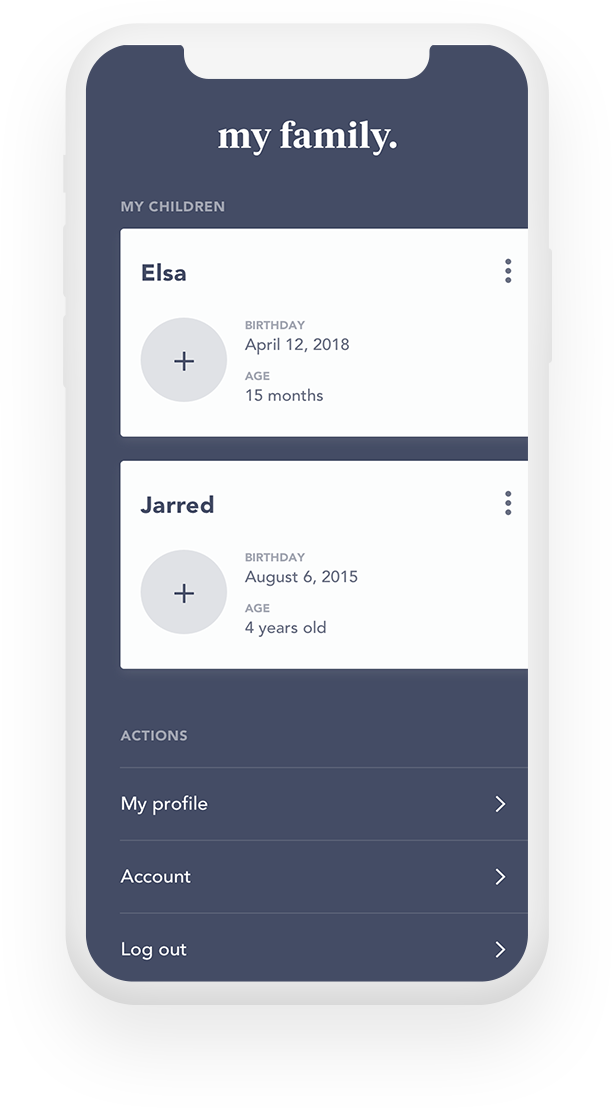 my family.
MY CHILDREN
Elsa
BIRTHDAY
April 12, 2018
AGE
15 months
Jarred
BIRTHDAY
August 6, 2015
AGE
4 years old
ACTIONS
My profile
Account
Log out